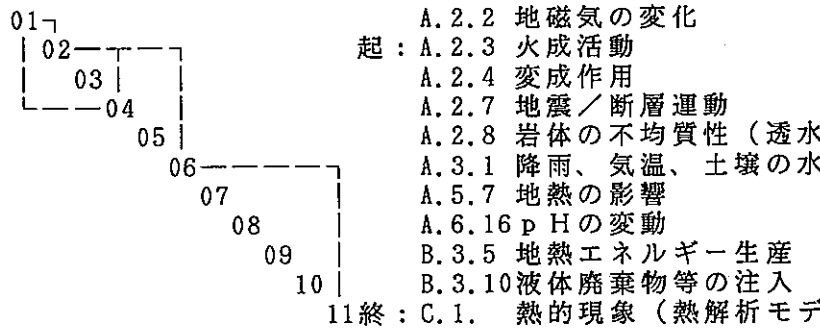 01 A.2.2 地磁気の変化
02 起：A.2.3 火成活動
03 A.2.4 変成作用
04 A.2.7 地震／断層運動
05 A.2.8 岩体の不均質性（透水
06 A.3.1 降雨、気温、土壌の水
07 A.5.7 地熱の影響
08 A.6.16pHの変動
09 B.3.5 地熱エネルギー生産
10 B.3.10液体廃棄物等の注入
11終：C.1. 熱的現象（熱解析モデ